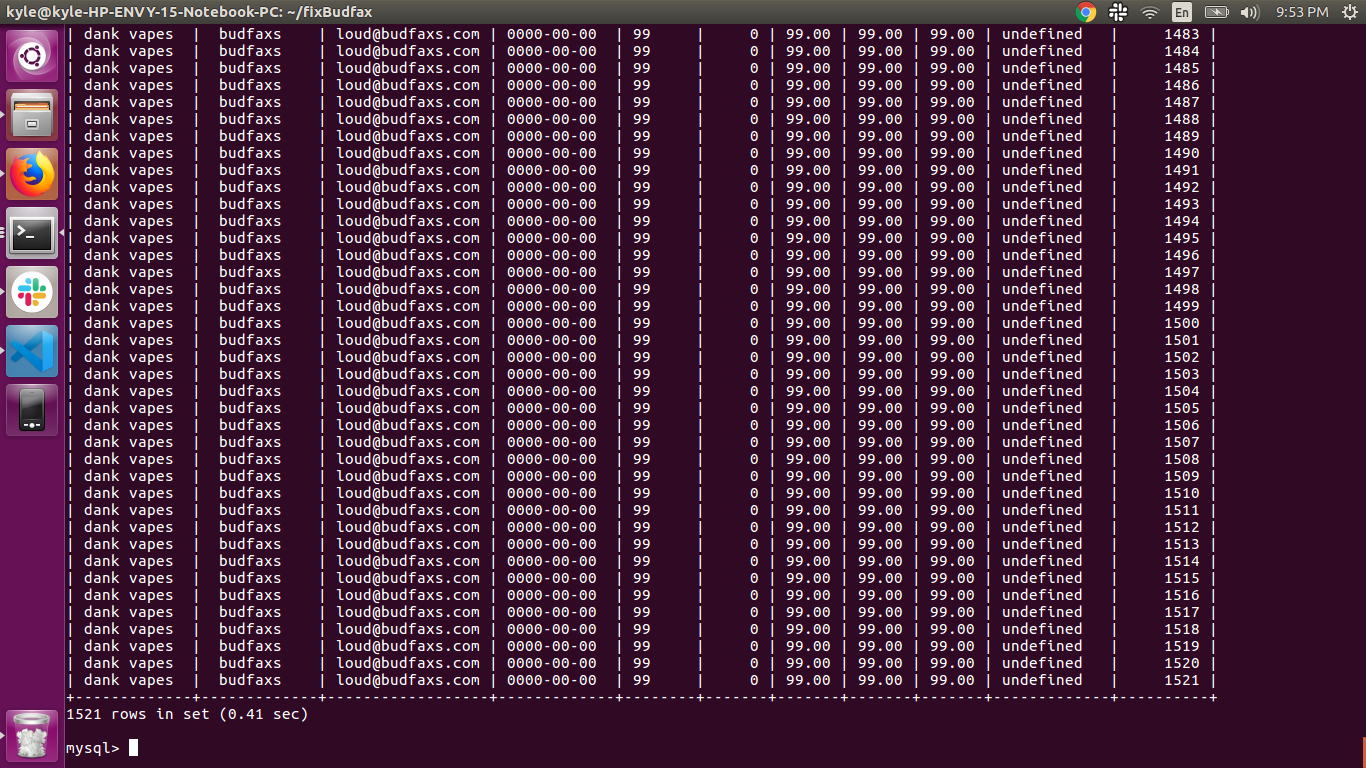 kyle@kyle-HP-ENVY-15-Notebook-PC: ~/fixBudfax En 9:53 PM
| dank vapes  |  budfaxs    | loud@budfaxs.com | 0000-00-00  | 99     |     0 | 99.00 | 99.00 | 99.00 | undefined   |     1483 |
| dank vapes  |  budfaxs    | loud@budfaxs.com | 0000-00-00  | 99     |     0 | 99.00 | 99.00 | 99.00 | undefined   |     1484 |
| dank vapes  |  budfaxs    | loud@budfaxs.com | 0000-00-00  | 99     |     0 | 99.00 | 99.00 | 99.00 | undefined   |     1485 |
| dank vapes  |  budfaxs    | loud@budfaxs.com | 0000-00-00  | 99     |     0 | 99.00 | 99.00 | 99.00 | undefined   |     1486 |
| dank vapes  |  budfaxs    | loud@budfaxs.com | 0000-00-00  | 99     |     0 | 99.00 | 99.00 | 99.00 | undefined   |     1487 |
| dank vapes  |  budfaxs    | loud@budfaxs.com | 0000-00-00  | 99     |     0 | 99.00 | 99.00 | 99.00 | undefined   |     1488 |
| dank vapes  |  budfaxs    | loud@budfaxs.com | 0000-00-00  | 99     |     0 | 99.00 | 99.00 | 99.00 | undefined   |     1489 |
| dank vapes  |  budfaxs    | loud@budfaxs.com | 0000-00-00  | 99     |     0 | 99.00 | 99.00 | 99.00 | undefined   |     1490 |
| dank vapes  |  budfaxs    | loud@budfaxs.com | 0000-00-00  | 99     |     0 | 99.00 | 99.00 | 99.00 | undefined   |     1491 |
| dank vapes  |  budfaxs    | loud@budfaxs.com | 0000-00-00  | 99     |     0 | 99.00 | 99.00 | 99.00 | undefined   |     1492 |
| dank vapes  |  budfaxs    | loud@budfaxs.com | 0000-00-00  | 99     |     0 | 99.00 | 99.00 | 99.00 | undefined   |     1493 |
| dank vapes  |  budfaxs    | loud@budfaxs.com | 0000-00-00  | 99     |     0 | 99.00 | 99.00 | 99.00 | undefined   |     1494 |
| dank vapes  |  budfaxs    | loud@budfaxs.com | 0000-00-00  | 99     |     0 | 99.00 | 99.00 | 99.00 | undefined   |     1495 |
| dank vapes  |  budfaxs    | loud@budfaxs.com | 0000-00-00  | 99     |     0 | 99.00 | 99.00 | 99.00 | undefined   |     1496 |
| dank vapes  |  budfaxs    | loud@budfaxs.com | 0000-00-00  | 99     |     0 | 99.00 | 99.00 | 99.00 | undefined   |     1497 |
| dank vapes  |  budfaxs    | loud@budfaxs.com | 0000-00-00  | 99     |     0 | 99.00 | 99.00 | 99.00 | undefined   |     1498 |
| dank vapes  |  budfaxs    | loud@budfaxs.com | 0000-00-00  | 99     |     0 | 99.00 | 99.00 | 99.00 | undefined   |     1499 |
| dank vapes  |  budfaxs    | loud@budfaxs.com | 0000-00-00  | 99     |     0 | 99.00 | 99.00 | 99.00 | undefined   |     1500 |
| dank vapes  |  budfaxs    | loud@budfaxs.com | 0000-00-00  | 99     |     0 | 99.00 | 99.00 | 99.00 | undefined   |     1501 |
| dank vapes  |  budfaxs    | loud@budfaxs.com | 0000-00-00  | 99     |     0 | 99.00 | 99.00 | 99.00 | undefined   |     1502 |
| dank vapes  |  budfaxs    | loud@budfaxs.com | 0000-00-00  | 99     |     0 | 99.00 | 99.00 | 99.00 | undefined   |     1503 |
| dank vapes  |  budfaxs    | loud@budfaxs.com | 0000-00-00  | 99     |     0 | 99.00 | 99.00 | 99.00 | undefined   |     1504 |
| dank vapes  |  budfaxs    | loud@budfaxs.com | 0000-00-00  | 99     |     0 | 99.00 | 99.00 | 99.00 | undefined   |     1505 |
| dank vapes  |  budfaxs    | loud@budfaxs.com | 0000-00-00  | 99     |     0 | 99.00 | 99.00 | 99.00 | undefined   |     1506 |
| dank vapes  |  budfaxs    | loud@budfaxs.com | 0000-00-00  | 99     |     0 | 99.00 | 99.00 | 99.00 | undefined   |     1507 |
| dank vapes  |  budfaxs    | loud@budfaxs.com | 0000-00-00  | 99     |     0 | 99.00 | 99.00 | 99.00 | undefined   |     1508 |
| dank vapes  |  budfaxs    | loud@budfaxs.com | 0000-00-00  | 99     |     0 | 99.00 | 99.00 | 99.00 | undefined   |     1509 |
| dank vapes  |  budfaxs    | loud@budfaxs.com | 0000-00-00  | 99     |     0 | 99.00 | 99.00 | 99.00 | undefined   |     1510 |
| dank vapes  |  budfaxs    | loud@budfaxs.com | 0000-00-00  | 99     |     0 | 99.00 | 99.00 | 99.00 | undefined   |     1511 |
| dank vapes  |  budfaxs    | loud@budfaxs.com | 0000-00-00  | 99     |     0 | 99.00 | 99.00 | 99.00 | undefined   |     1512 |
| dank vapes  |  budfaxs    | loud@budfaxs.com | 0000-00-00  | 99     |     0 | 99.00 | 99.00 | 99.00 | undefined   |     1513 |
| dank vapes  |  budfaxs    | loud@budfaxs.com | 0000-00-00  | 99     |     0 | 99.00 | 99.00 | 99.00 | undefined   |     1514 |
| dank vapes  |  budfaxs    | loud@budfaxs.com | 0000-00-00  | 99     |     0 | 99.00 | 99.00 | 99.00 | undefined   |     1515 |
| dank vapes  |  budfaxs    | loud@budfaxs.com | 0000-00-00  | 99     |     0 | 99.00 | 99.00 | 99.00 | undefined   |     1516 |
| dank vapes  |  budfaxs    | loud@budfaxs.com | 0000-00-00  | 99     |     0 | 99.00 | 99.00 | 99.00 | undefined   |     1517 |
| dank vapes  |  budfaxs    | loud@budfaxs.com | 0000-00-00  | 99     |     0 | 99.00 | 99.00 | 99.00 | undefined   |     1518 |
| dank vapes  |  budfaxs    | loud@budfaxs.com | 0000-00-00  | 99     |     0 | 99.00 | 99.00 | 99.00 | undefined   |     1519 |
| dank vapes  |  budfaxs    | loud@budfaxs.com | 0000-00-00  | 99     |     0 | 99.00 | 99.00 | 99.00 | undefined   |     1520 |
| dank vapes  |  budfaxs    | loud@budfaxs.com | 0000-00-00  | 99     |     0 | 99.00 | 99.00 | 99.00 | undefined   |     1521 |
+-------------+-------------+------------------+-------------+--------+-------+-------+-------+-------+-------------+----------+
1521 rows in set (0.41 sec)
mysql>